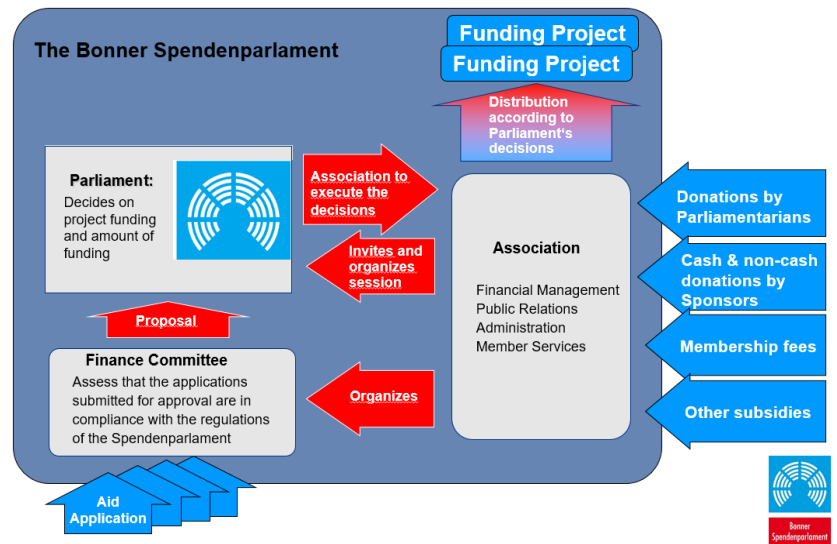 The Bonner Spendenparlament
Funding Project
Funding Project
Distribution
according to
Parliament's
decisions
Parliament:
Decides on
project funding
and amount of
funding
Association to
execute the
decisions
Invites and
organizes
session
Association
Financial Management
Public Relations
Administration
Member Services
Donations by
Parliamentarians
Cash & non-cash
donations by
Sponsors
Membership fees
Other subsidies
Proposal
Finance Committee
Assess that the applications
submitted for approval are in
compliance with the regulations
of the Spendenparlament
Organizes
Aid
Application
Bonner
Spendenparlament